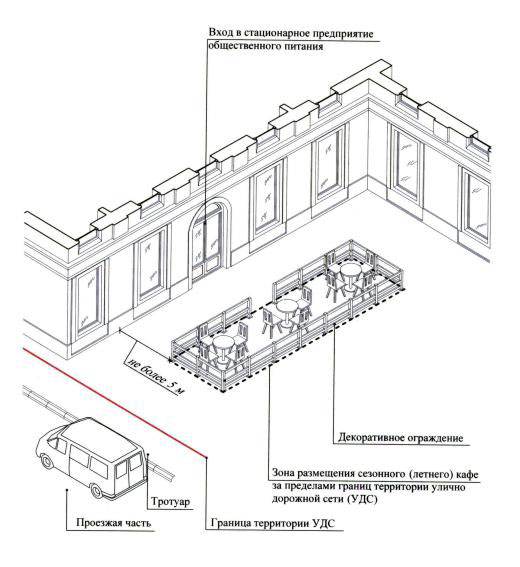 Вход в стационарное предприятие
общественного питания
не более 5 м
Декоративное ограждение
Зона размещения сезонного (летнего) кафе
за пределами границ территории улично
дорожной сети (УДС)
Тротуар
Проезжая часть
Граница территории УДС